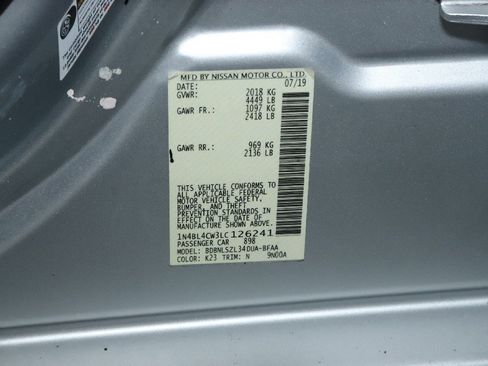 MFD BY NISSAN MOTOR CO., LTD.
DATE: 07/19
GVWR: 2018 KG
4449 LB
GAWR FR.: 1097 KG
2418 LB
GAWR RR.: 969 KG
2136 LB
THIS VEHICLE CONFORMS
TO ALL APPLICABLE FEDERAL
MOTOR VEHICLE SAFETY,
BUMPER, AND THEFT
PREVENTION STANDARDS IN
EFFECT ON THE DATE OF
MANUFACTURE SHOWN ABOVE.
1N4BL4CW3LC126241
PASSENGER CAR 898
MODEL: BDBNLSZL34DUA-BFAA
COLOR: K23 TRIM: N 9N00A